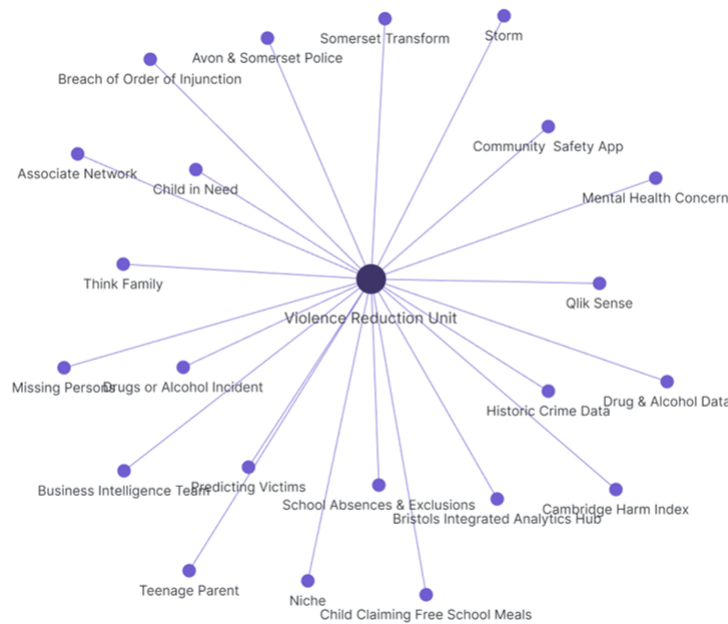 Storm
Somerset Transform
Avon & Somerset Police
Breach of Order of Injunction
Community Safety App
Associate Network
Child in Need
Mental Health Concern
Think Family
Qlik Sense
Violence Reduction Unit
Missing Persons
Drugs or Alcohol Incident
Drug & Alcohol Data
Historic Crime Data
Business Intelligence Team
Predicting Victims
School Absences & Exclusions
Cambridge Harm Index
Bristols Integrated Analytics Hub
Teenage Parent
Niche
Child Claiming Free School Meals